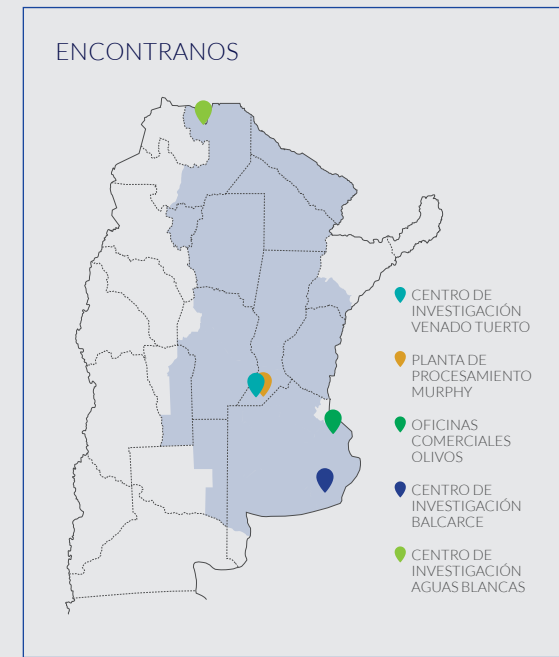 ENCONTRANOS
CENTRO DE
INVESTIGACIÓN
VENADO TUERTO
PLANTA DE
PROCESAMIENTO
MURPHY
OFICINAS
COMERCIALES
OLIVOS
CENTRO DE
INVESTIGACIÓN
BALCARCE
CENTRO DE
INVESTIGACIÓN
AGUAS BLANCAS